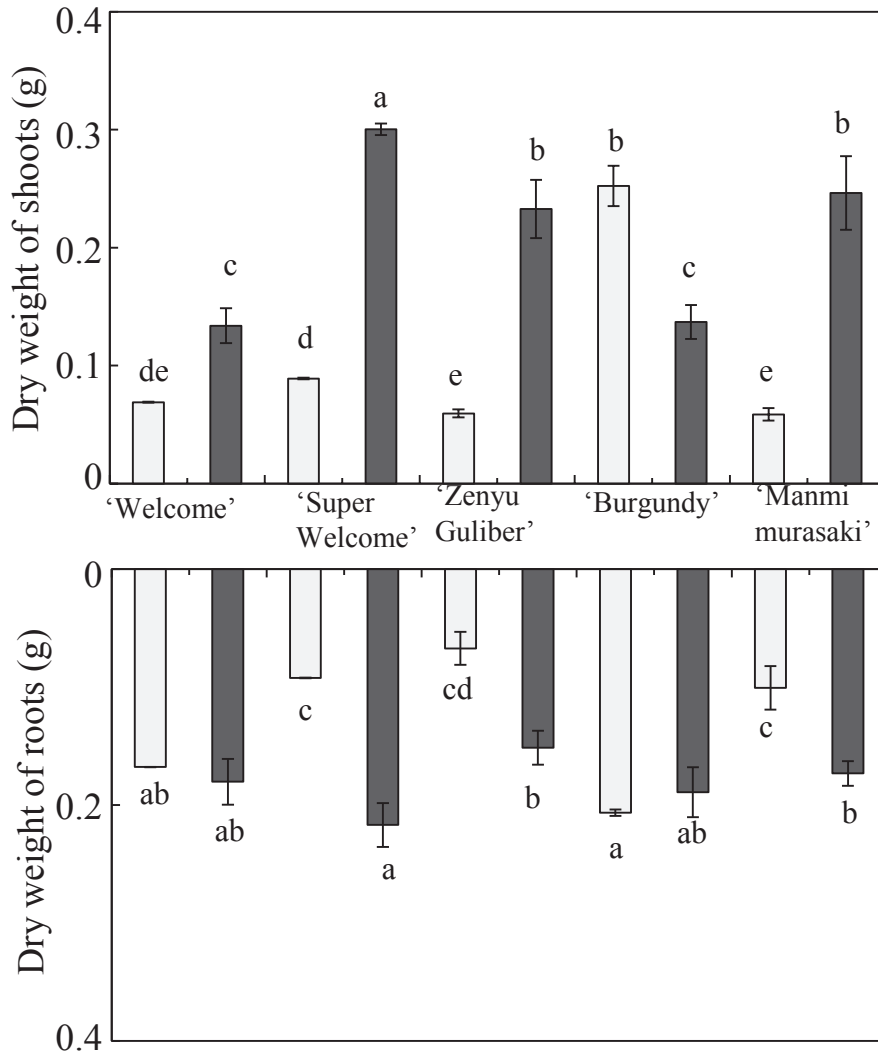 Dry weight of shoots (g)
0.4
0.3
0.2
0.1
0
de
c
d
a
e
b
b
c
e
b
‘Welcome’
‘Super
Welcome’
‘Zenyu
Guliber’
‘Burgundy’
‘Manmi
murasaki’
Dry weight of roots (g)
0
0.2
0.4
ab
ab
c
a
cd
b
a
ab
c
b